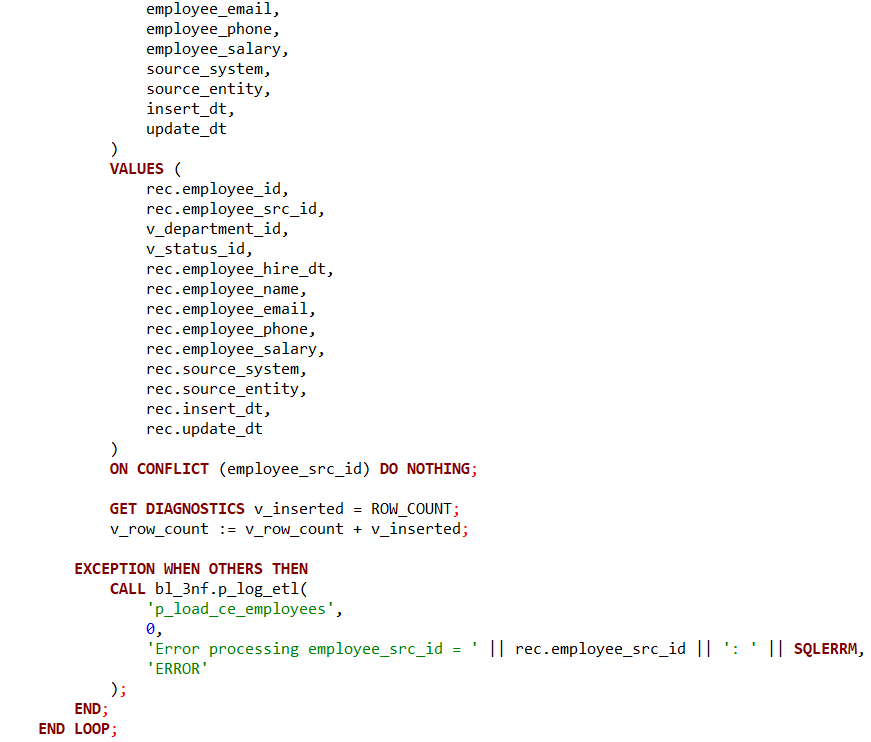 employee_email,
employee_phone,
employee_salary,
source_system,
source_entity,
insert_dt,
update_dt
)
VALUES (
rec.employee_id,
rec.employee_src_id,
v_department_id,
v_status_id,
rec.employee_hire_dt,
rec.employee_name,
rec.employee_email,
rec.employee_phone,
rec.employee_salary,
rec.source_system,
rec.source_entity,
rec.insert_dt,
rec.update_dt
)
ON CONFLICT (employee_src_id) DO NOTHING;
GET DIAGNOSTICS v_inserted = ROW_COUNT;
v_row_count := v_row_count + v_inserted;
EXCEPTION WHEN OTHERS THEN
CALL bl_3nf.p_log_etl(
'p_load_ce_employees',
0,
'Error processing employee_src_id = ' || rec.employee_src_id || ': ' || SQLERRM,
'ERROR'
);
END;
END LOOP;